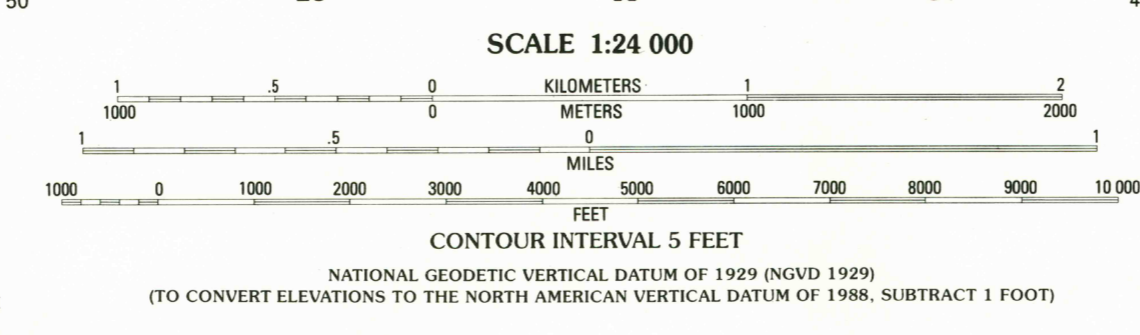 50 4
SCALE 1:24 000
1 .5 0 KILOMETERS 1 2
1000 0 METERS 1000 2000
1 .5 0 1
MILES
1000 0 1000 2000 3000 4000 5000 6000 7000 8000 9000 10 000
FEET
CONTOUR INTERVAL 5 FEET
NATIONAL GEODETIC VERTICAL DATUM OF 1929 (NGVD 1929)
(TO CONVERT ELEVATIONS TO THE NORTH AMERICAN VERTICAL DATUM OF 1988, SUBTRACT 1 FOOT)